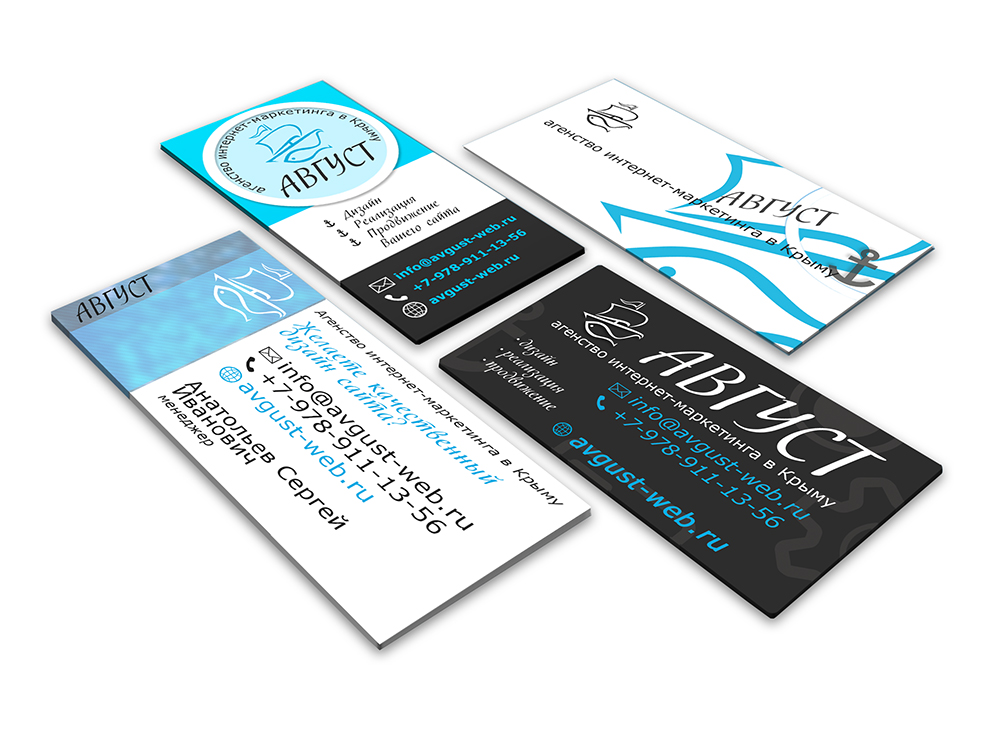 агенство интернет-маркетинга в Крыму
АВГУСТ
Дизайн
Реализация
Продвижение
Вашего сайта
info@avgust-web.ru
+7-978-911-13-56
avgust-web.ru
агенство интернет-маркетинга в Крыму
АВГУСТ
АВГУСТ
Агенство интернет-маркетинга в Крыму
Желаете качественный
дизайн сайта?
info@avgust-web.ru
+7-978-911-13-56
avgust-web.ru
Анатольев Сергей
Иванович
менеджер
АВГУСТ
агенство интернет-маркетинга в Крыму
.дизайн
.реализация
.продвижение
info@avgust-web.ru
+7-978-911-13-56
avgust-web.ru